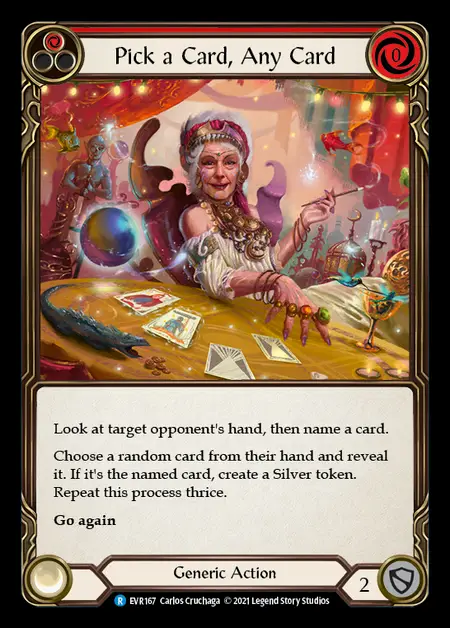 Pick a Card, Any Card
0
Look at target opponent's hand, then name a card.
Choose a random card from their hand and reveal
it. If it's the named card, create a Silver token.
Repeat this process thrice.
Go again
Generic Action
2
R EVR167 Carlos Cruchaga © 2021 Legend Story Studios